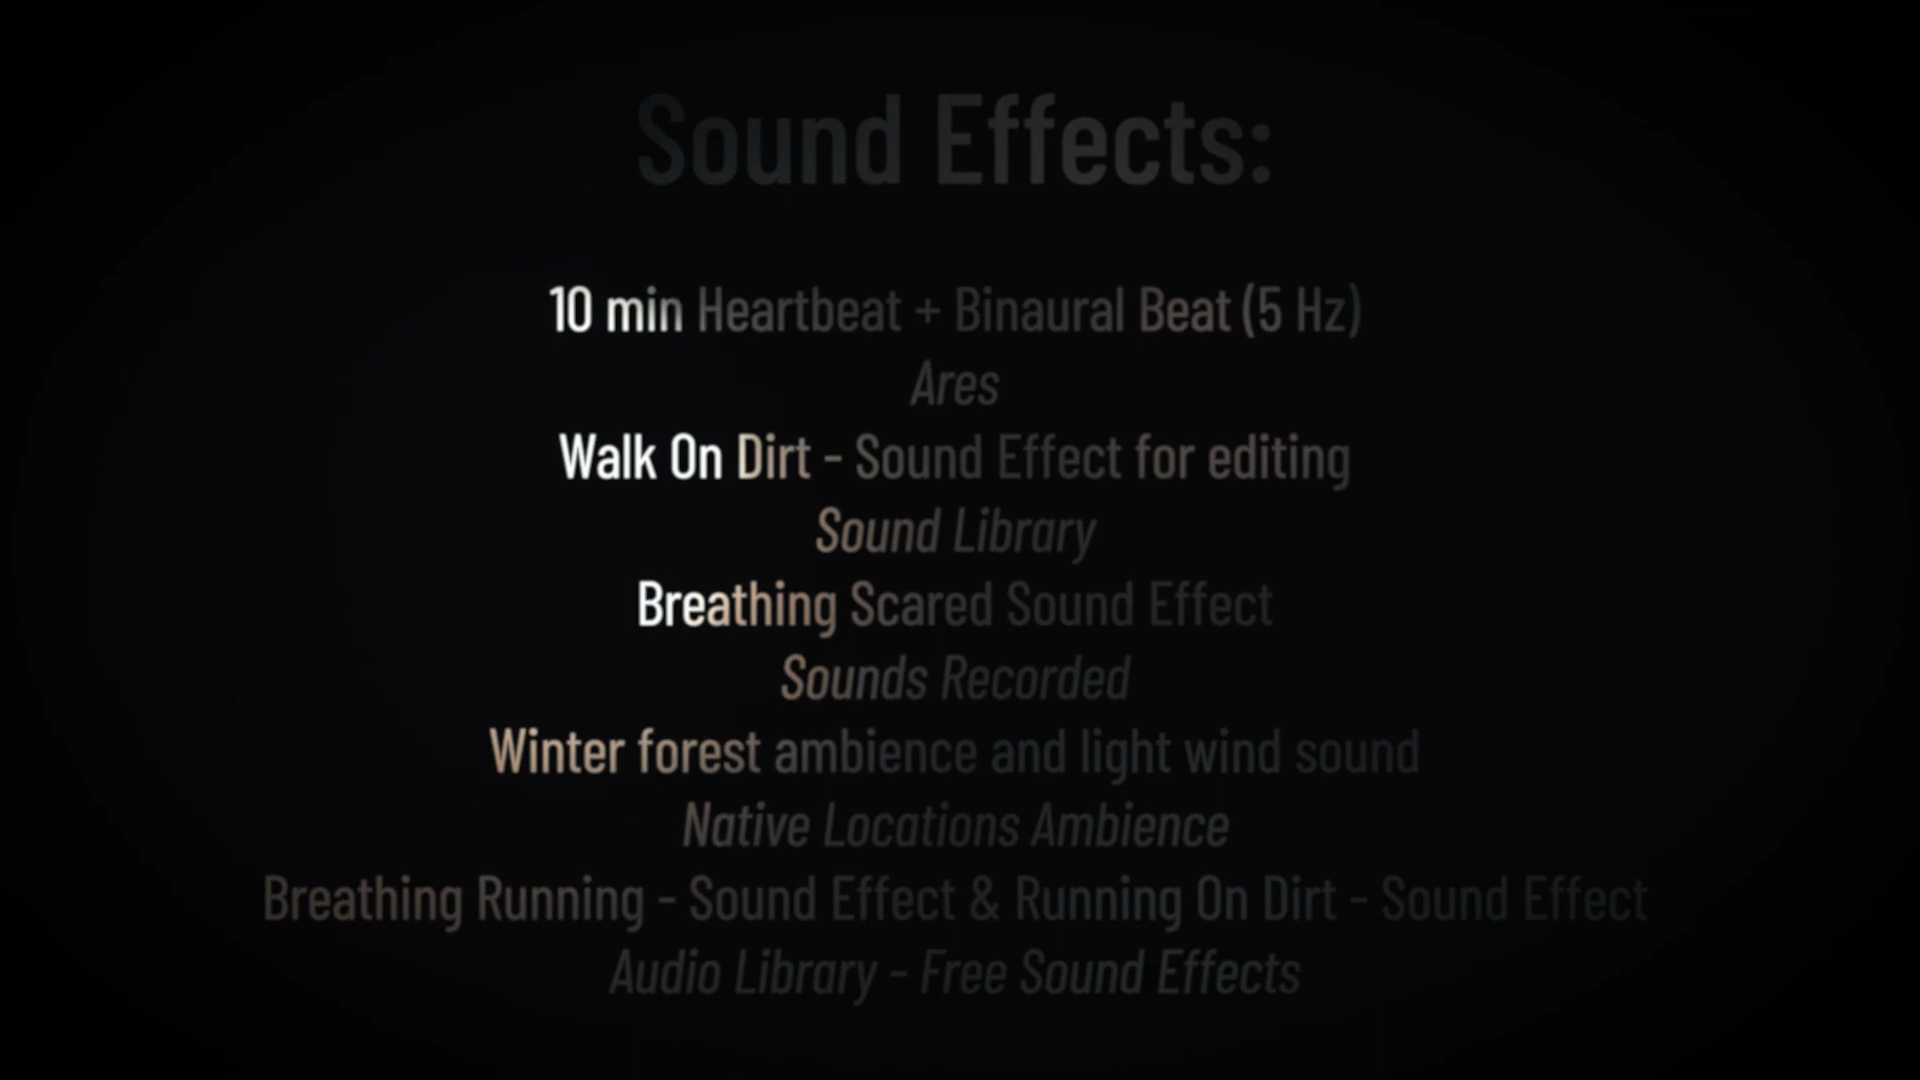 Sound Effects:
10 min Heartbeat + Binaural Beat (5 Hz)
Ares
Walk On Dirt - Sound Effect for editing
Sound Library
Breathing Scared Sound Effect
Sounds Recorded
Winter forest ambience and light wind sound
Native Locations Ambience
Breathing Running - Sound Effect & Running On Dirt - Sound Effect
Audio Library - Free Sound Effects